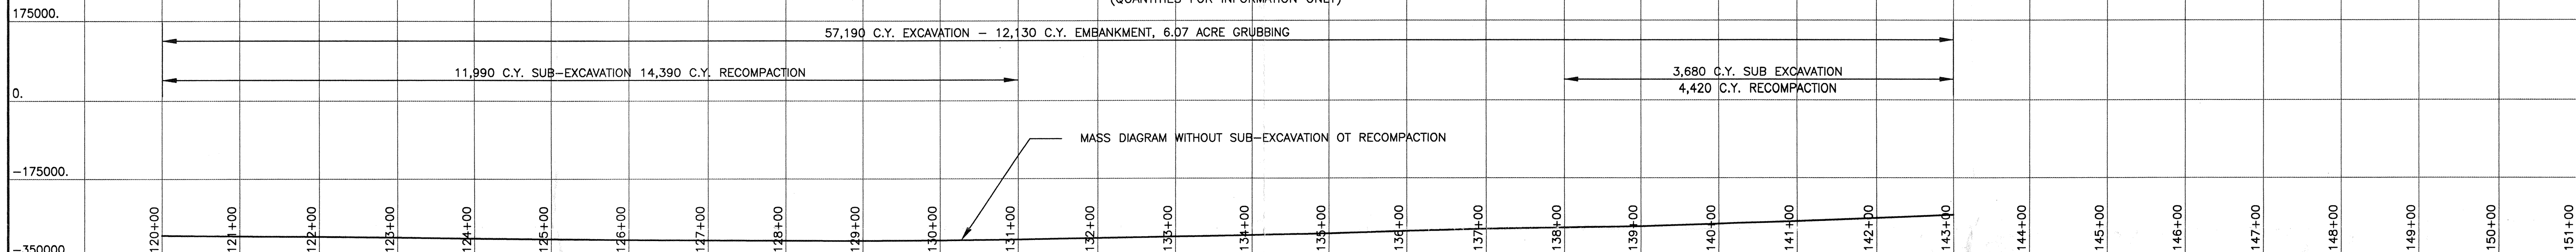 (QUANTITIES FOR INFORMATION ONLY)
175000.
57,190 C.Y. EXCAVATION – 12,130 C.Y. EMBANKMENT, 6.07 ACRE GRUBBING
11,990 C.Y. SUB-EXCAVATION 14,390 C.Y. RECOMPACTION
3,680 C.Y. SUB EXCAVATION
0.
4,420 C.Y. RECOMPACTION
MASS DIAGRAM WITHOUT SUB-EXCAVATION OT RECOMPACTION
-175000.
120+00 121+00 122+00 123+00 124+00 125+00 126+00 127+00 128+00 129+00 130+00 131+00 132+00 133+00 134+00 135+00 136+00 137+00 138+00 139+00 140+00 141+00 142+00 143+00 144+00 145+00 146+00 147+00 148+00 149+00 150+00 151+00
-350000.